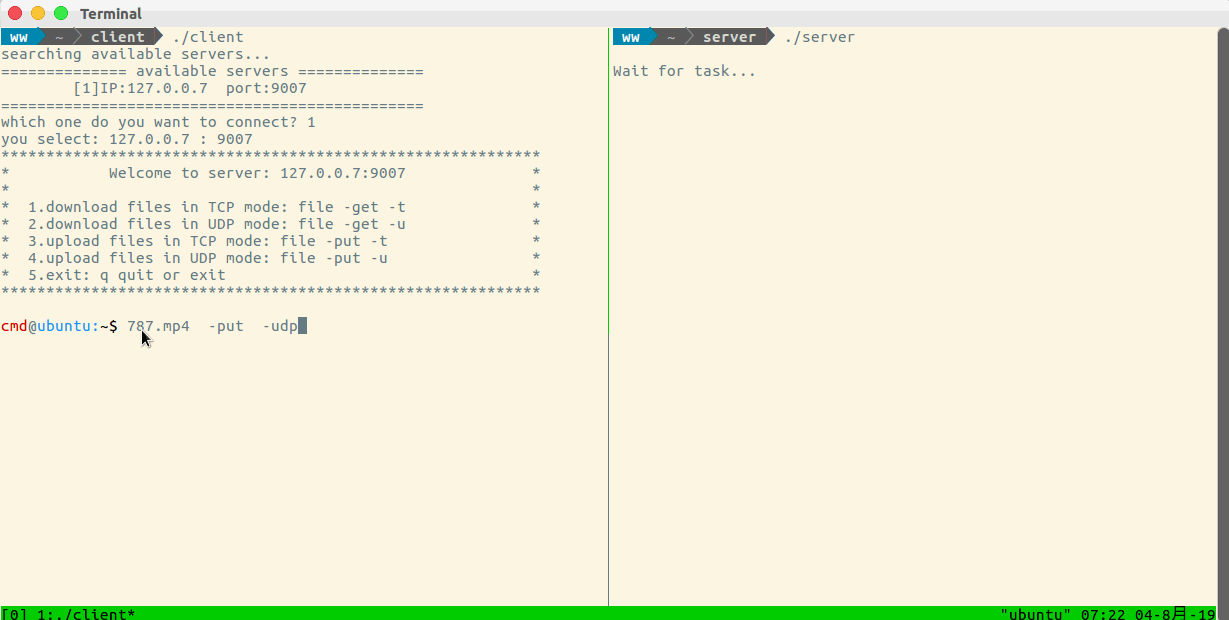 Terminal
ww ~ client ./client
searching available servers...
============== available servers ==============
[1]IP:127.0.0.7 port:9007
===============================================
which one do you want to connect? 1
you select: 127.0.0.7 : 9007
************************************************************
* Welcome to server: 127.0.0.7:9007 *
* *
* 1.download files in TCP mode: file -get -t *
* 2.download files in UDP mode: file -get -u *
* 3.upload files in TCP mode: file -put -t *
* 4.upload files in UDP mode: file -put -u *
* 5.exit: q quit or exit *
************************************************************
cmd@ubuntu:~$ 787.mp4 -put -udp
ww ~ server ./server
Wait for task...
[0] 1:./client* "ubuntu" 07:22 04-8月-19